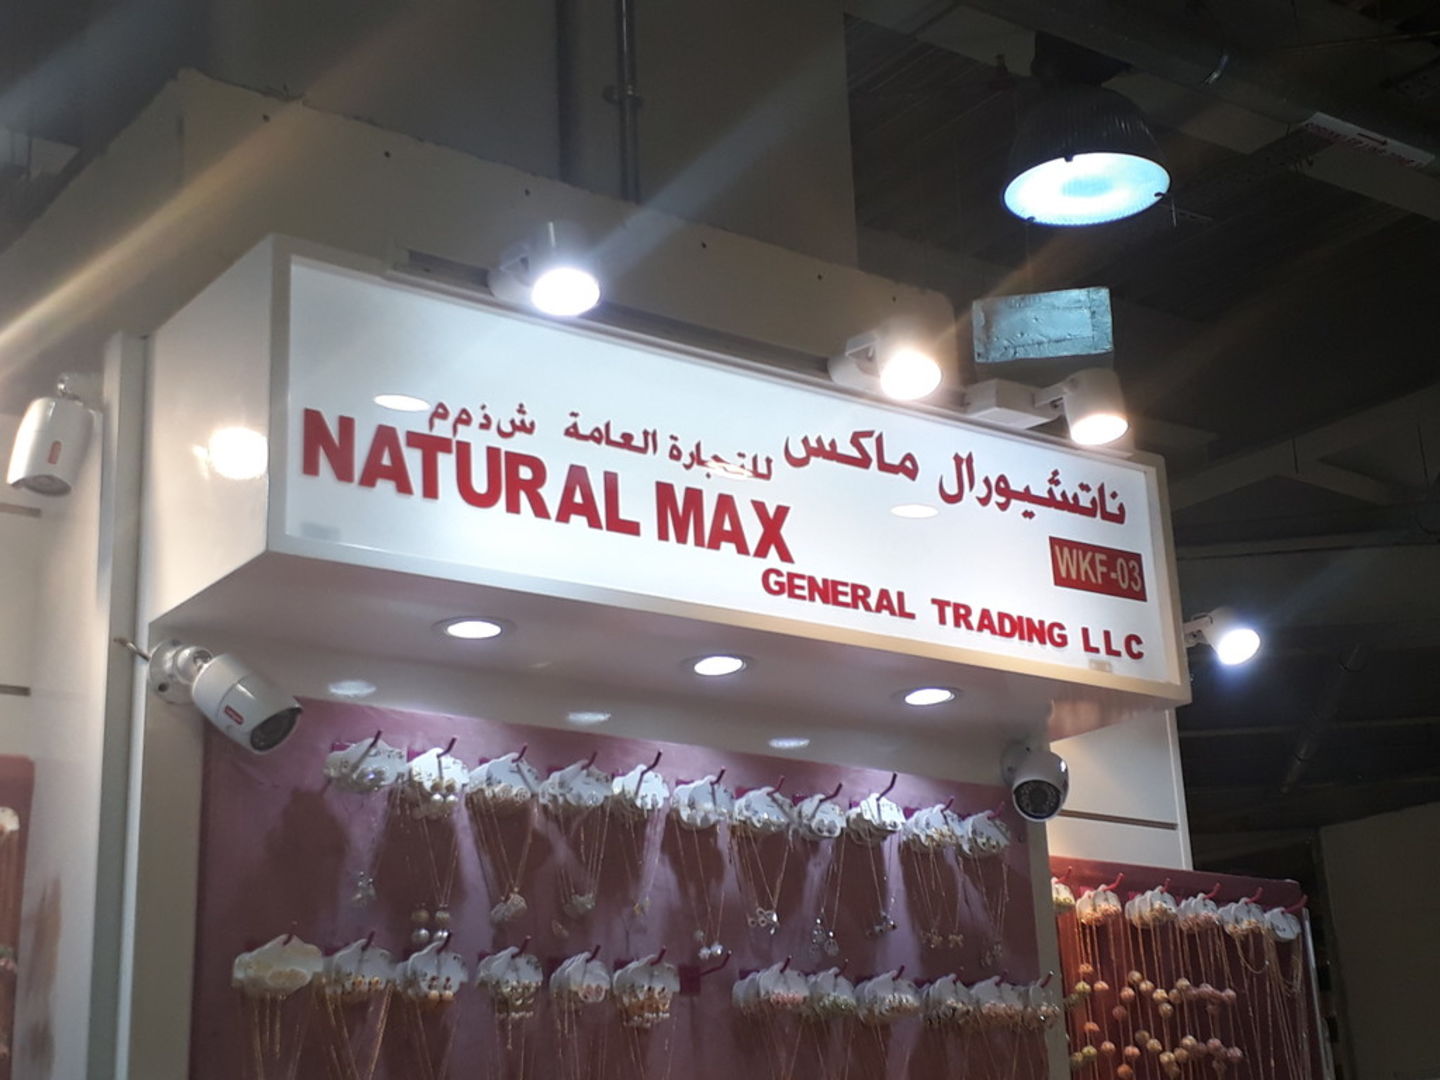 ناتشيورال ماكس للتجارة العامة ش ذ م م
NATURAL MAX
GENERAL TRADING LLC
WKF-03